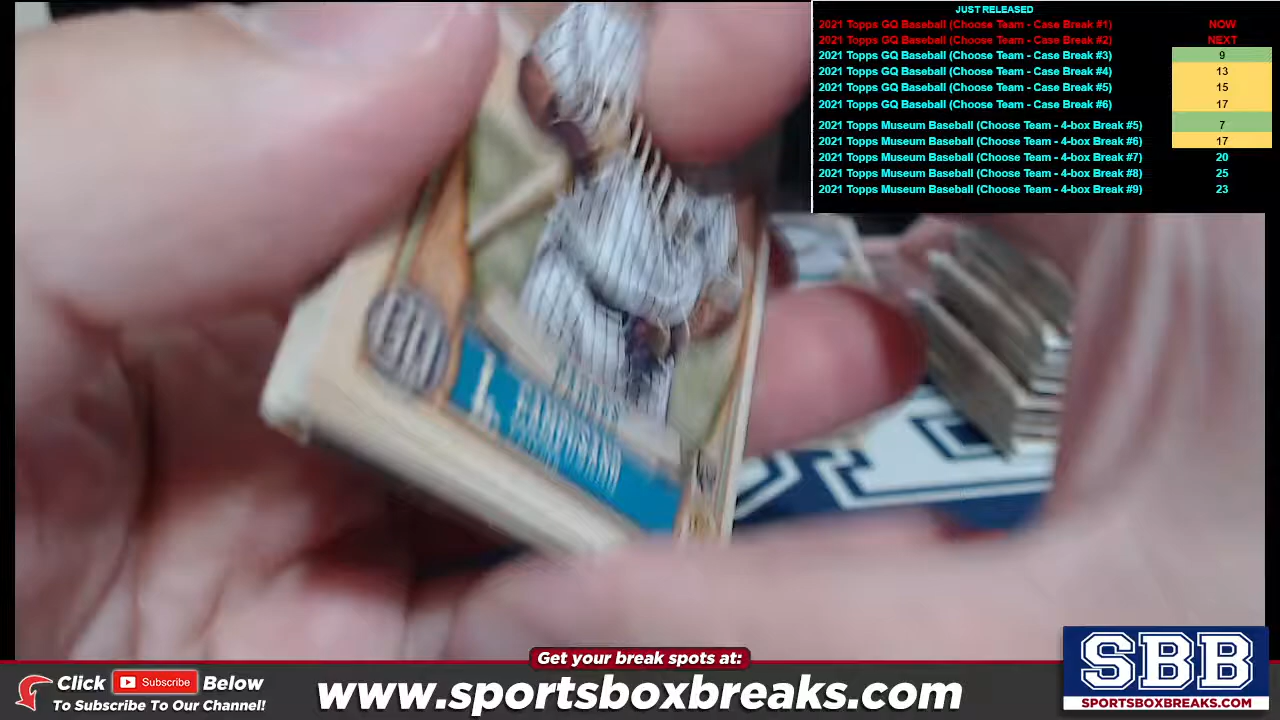 JUST RELEASED
2021 Topps GQ Baseball (Choose Team - Case Break #1) NOW
2021 Topps GQ Baseball (Choose Team - Case Break #2) NEXT
2021 Topps GQ Baseball (Choose Team - Case Break #3) 9
2021 Topps GQ Baseball (Choose Team - Case Break #4) 13
2021 Topps GQ Baseball (Choose Team - Case Break #5) 15
2021 Topps GQ Baseball (Choose Team - Case Break #6) 17
2021 Topps Museum Baseball (Choose Team - 4-box Break #5) 7
2021 Topps Museum Baseball (Choose Team - 4-box Break #6) 17
2021 Topps Museum Baseball (Choose Team - 4-box Break #7) 20
2021 Topps Museum Baseball (Choose Team - 4-box Break #8) 25
2021 Topps Museum Baseball (Choose Team - 4-box Break #9) 23
GQ
Get your break spots at:
Click Subscribe Below
To Subscribe To Our Channel!
www.sportsboxbreaks.com
SBB
SPORTSBOXBREAKS.COM